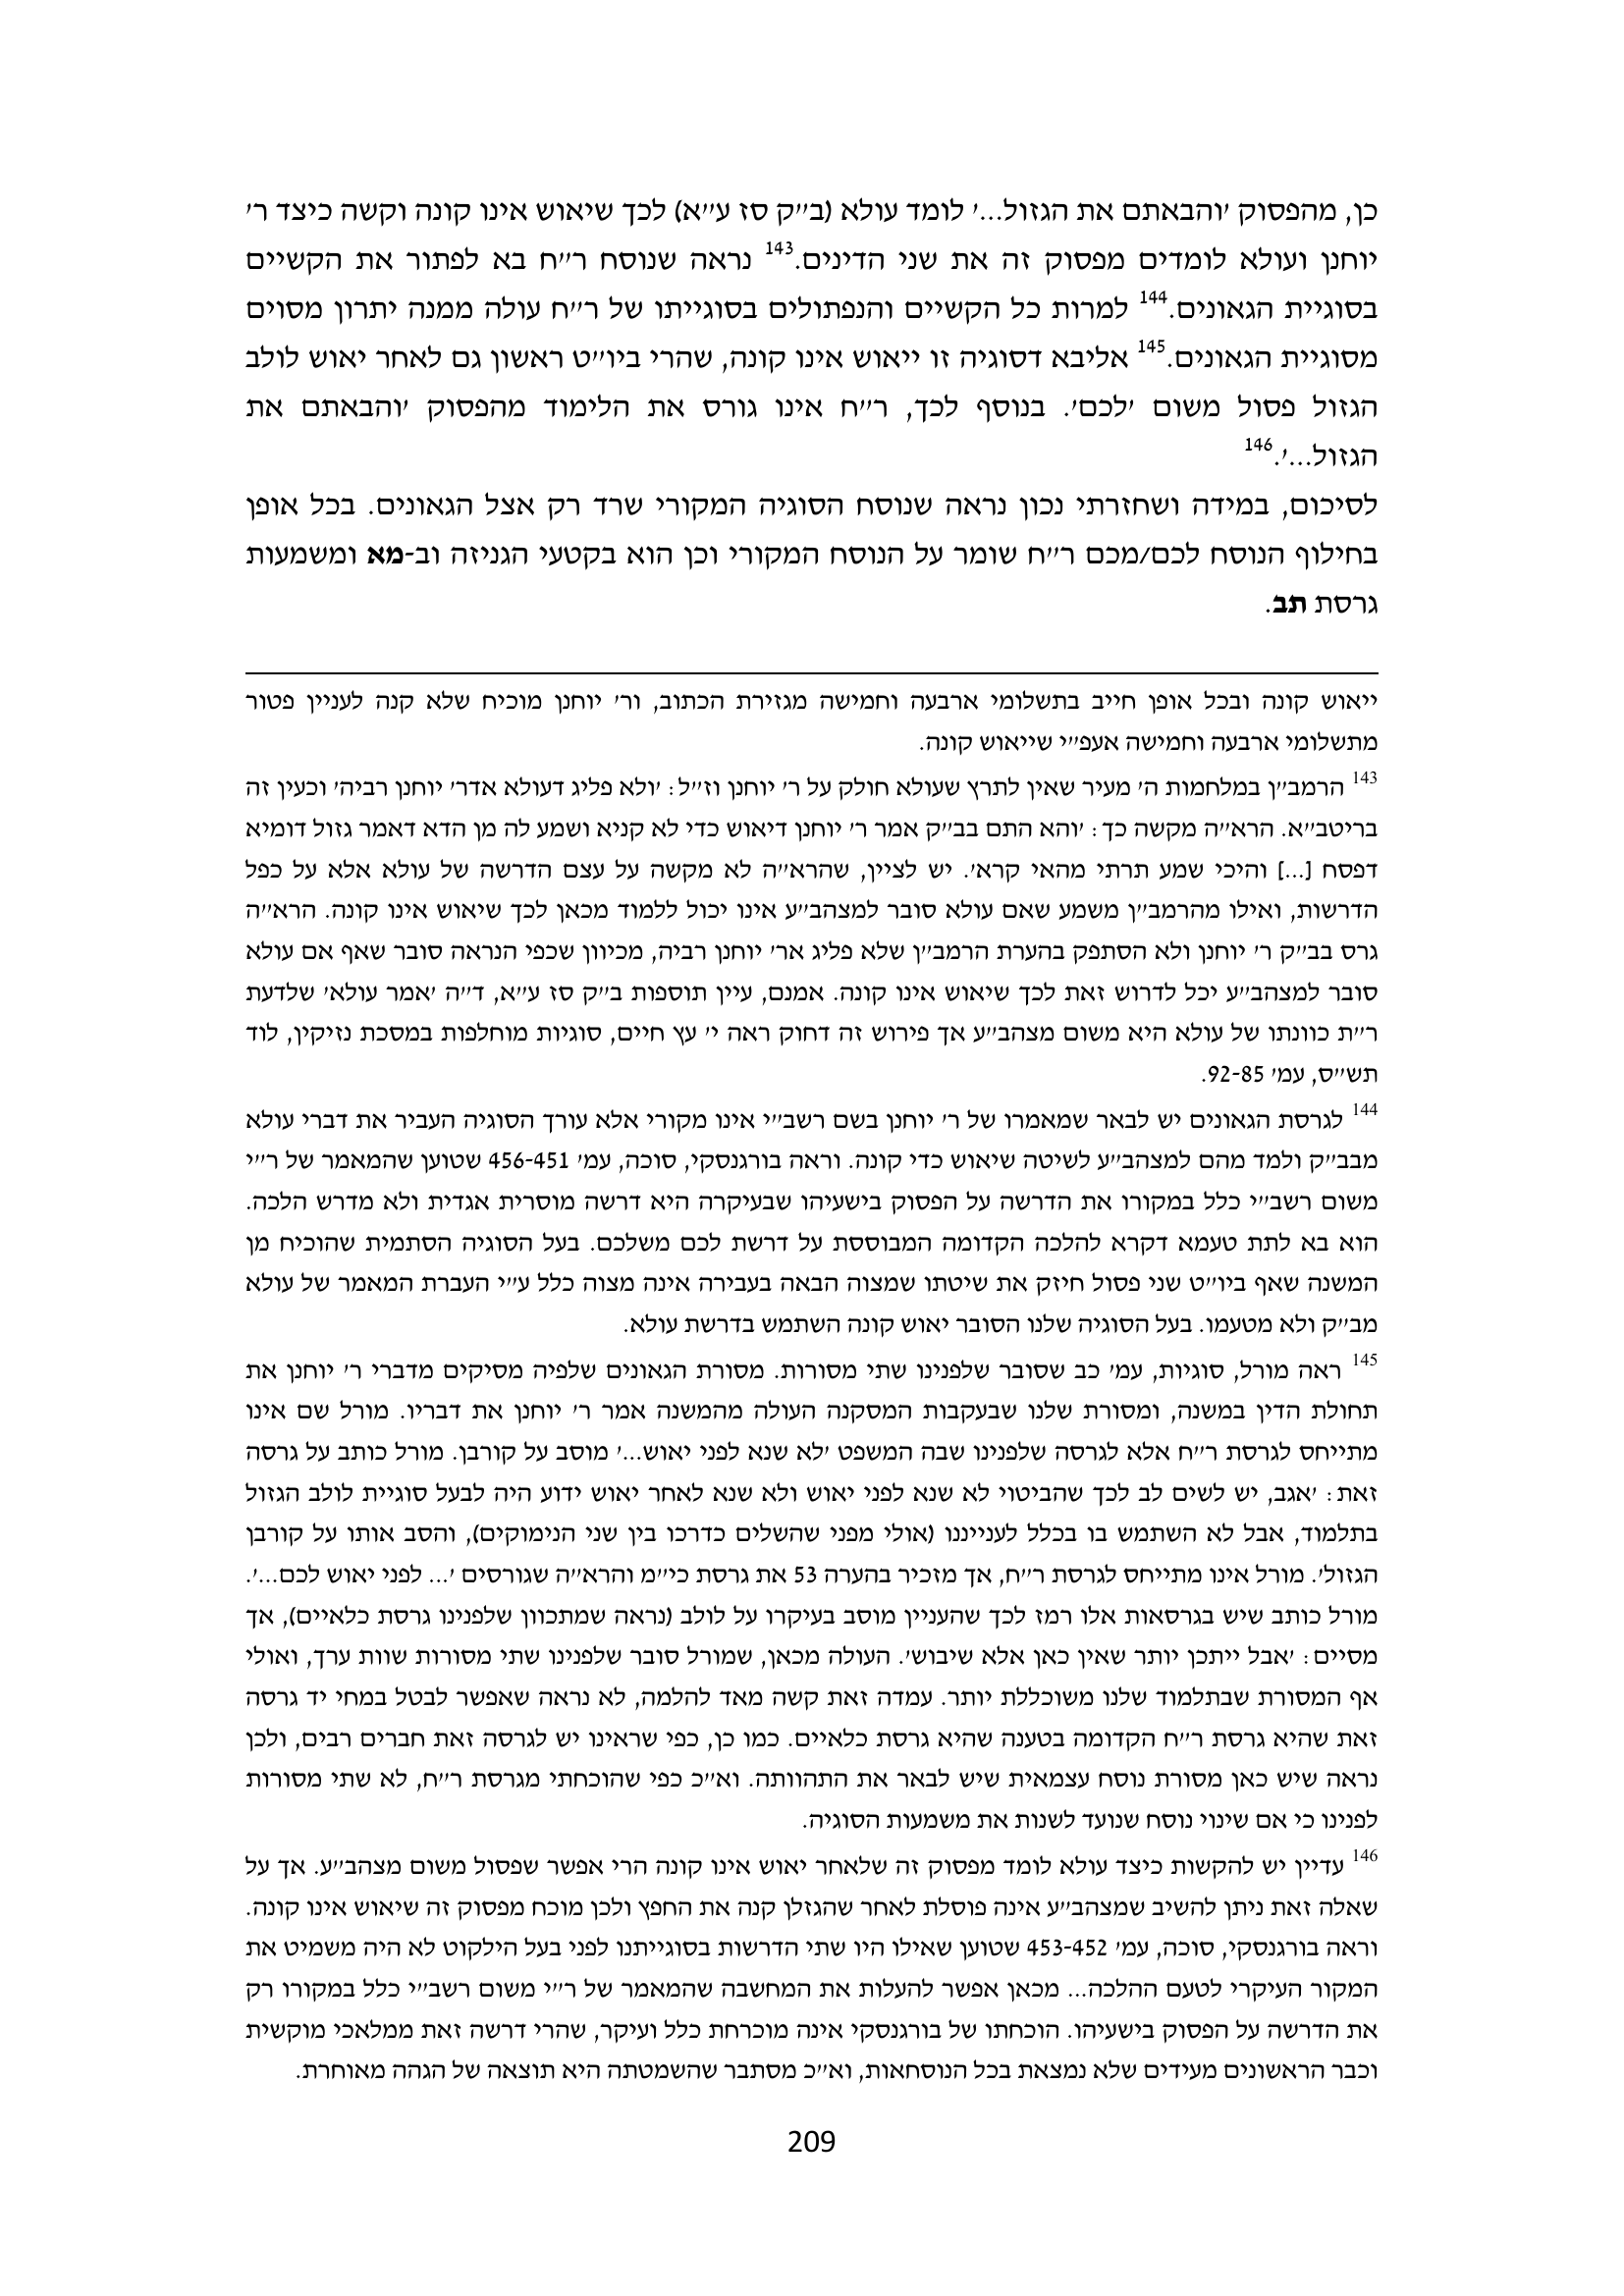 כן, מהפסוק 'והבאתם את הגזול...' לומד עולא (ב"ק סז ע"א) לכך שיאוש אינו קונה וקשה כיצד ר'
יוחנן ועולא לומדים מפסוק זה את שני הדינים.143 נראה שנוסח ר"ח בא לפתור את הקשיים
בסוגיית הגאונים.144 למרות כל הקשיים והנפתולים בסוגייתו של ר"ח עולה ממנה יתרון מסוים
מסוגיית הגאונים.145 אליבא דסוגיה זו ייאוש אינו קונה, שהרי ביו"ט ראשון גם לאחר יאוש לולב
הגזול פסול משום 'לכם'. בנוסף לכך, ר"ח אינו גורס את הלימוד מהפסוק 'והבאתם את
הגזול...'.146
לסיכום, במידה ושחזרתי נכון נראה שנוסח הסוגיה המקורי שרד רק אצל הגאונים. בכל אופן
בחילוף הנוסח לכם/מכם ר"ח שומר על הנוסח המקורי וכן הוא בקטעי הגניזה וב-מא ומשמעות
גרסת תב.
ייאוש קונה ובכל אופן חייב בתשלומי ארבעה וחמישה מגזירת הכתוב, ור' יוחנן מוכיח שלא קנה לעניין פטור
מתשלומי ארבעה וחמישה אעפ"י שייאוש קונה.
143 הרמב"ן במלחמות ה' מעיר שאין לתרץ שעולא חולק על ר' יוחנן וז"ל: 'ולא פליג דעולא אדר' יוחנן רביה' וכעין זה
בריטב"א. הרא"ה מקשה כך: 'והא התם בב"ק אמר ר' יוחנן דיאוש כדי לא קניא ושמע לה מן הדא דאמר גזול דומיא
דפסח [...] והיכי שמע תרתי מהאי קרא'. יש לציין, שהרא"ה לא מקשה על עצם הדרשה של עולא אלא על כפל
הדרשות, ואילו מהרמב"ן משמע שאם עולא סובר למצהב"ע אינו יכול ללמוד מכאן לכך שיאוש אינו קונה. הרא"ה
גרס בב"ק ר' יוחנן ולא הסתפק בהערת הרמב"ן שלא פליג אר' יוחנן רביה, מכיוון שכפי הנראה סובר שאף אם עולא
סובר למצהב"ע יכל לדרוש זאת לכך שיאוש אינו קונה. אמנם, עיין תוספות ב"ק סז ע"א, ד"ה 'אמר עולא' שלדעת
ר"ת כוונתו של עולא היא משום מצהב"ע אך פירוש זה דחוק ראה י' עץ חיים, סוגיות מוחלפות במסכת נזיקין, לוד
תש"ס, עמ' 92-85.
144 לגרסת הגאונים יש לבאר שמאמרו של ר' יוחנן בשם רשב"י אינו מקורי אלא עורך הסוגיה העביר את דברי עולא
מבב"ק ולמד מהם למצהב"ע לשיטה שיאוש כדי קונה. וראה בורגנסקי, סוכה, עמ' 456-451 שטוען שהמאמר של ר"י
משום רשב"י כלל במקורו את הדרשה על הפסוק בישעיהו שבעיקרה היא דרשה מוסרית אגדית ולא מדרש הלכה.
הוא בא לתת טעמא דקרא להלכה הקדומה המבוססת על דרשת לכם משלכם. בעל הסוגיה הסתמית שהוכיח מן
המשנה שאף ביו"ט שני פסול חיזק את שיטתו שמצוה הבאה בעבירה אינה מצוה כלל ע"י העברת המאמר של עולא
מב"ק ולא מטעמו. בעל הסוגיה שלנו הסובר יאוש קונה השתמש בדרשת עולא.
145 ראה מורל, סוגיות, עמ' כב שסובר שלפנינו שתי מסורות. מסורת הגאונים שלפיה מסיקים מדברי ר' יוחנן את
תחולת הדין במשנה, ומסורת שלנו שבעקבות המסקנה העולה מהמשנה אמר ר' יוחנן את דבריו. מורל שם אינו
מתייחס לגרסת ר"ח אלא לגרסה שלפנינו שבה המשפט 'לא שנא לפני יאוש...' מוסב על קורבן. מורל כותב על גרסה
זאת: 'אגב, יש לשים לב לכך שהביטוי לא שנא לפני יאוש ולא שנא לאחר יאוש ידוע היה לבעל סוגיית לולב הגזול
בתלמוד, אבל לא השתמש בו בכלל לענייננו (אולי מפני שהשלים כדרכו בין שני הנימוקים), והסב אותו על קורבן
הגזול'. מורל אינו מתייחס לגרסת ר"ח, אך מזכיר בהערה 53 את גרסת כי"מ והרא"ה שגורסים '... לפני יאוש לכם...'.
מורל כותב שיש בגרסאות אלו רמז לכך שהעניין מוסב בעיקרו על לולב (נראה שמתכוון שלפנינו גרסת כלאיים), אך
מסיים: 'אבל ייתכן יותר שאין כאן אלא שיבוש'. העולה מכאן, שמורל סובר שלפנינו שתי מסורות שוות ערך, ואולי
אף המסורת שבתלמוד שלנו משוכללת יותר. עמדה זאת קשה מאד להלמה, לא נראה שאפשר לבטל במחי יד גרסה
זאת שהיא גרסת ר"ח הקדומה בטענה שהיא גרסת כלאיים. כמו כן, כפי שראינו יש לגרסה זאת חברים רבים, ולכן
נראה שיש כאן מסורת נוסח עצמאית שיש לבאר את התהוותה. וא"כ כפי שהוכחתי מגרסת ר"ח, לא שתי מסורות
לפנינו כי אם שינוי נוסח שנועד לשנות את משמעות הסוגיה.
146 עדיין יש להקשות כיצד עולא לומד מפסוק זה שלאחר יאוש אינו קונה הרי אפשר שפסול משום מצהב"ע. אך על
שאלה זאת ניתן להשיב שמצהב"ע אינה פוסלת לאחר שהגזלן קנה את החפץ ולכן מוכח מפסוק זה שיאוש אינו קונה.
וראה בורגנסקי, סוכה, עמ' 453-452 שטוען שאילו היו שתי הדרשות בסוגייתנו לפני בעל הילקוט לא היה משמיט את
המקור העיקרי לטעם ההלכה... מכאן אפשר להעלות את המחשבה שהמאמר של ר"י משום רשב"י כלל במקורו רק
את הדרשה על הפסוק בישעיהו. הוכחתו של בורגנסקי אינה מוכרחת כלל ועיקר, שהרי דרשה זאת ממלאכי מוקשית
וכבר הראשונים מעידים שלא נמצאת בכל הנוסחאות, וא"כ מסתבר שהשמטתה היא תוצאה של הגהה מאוחרת.
209